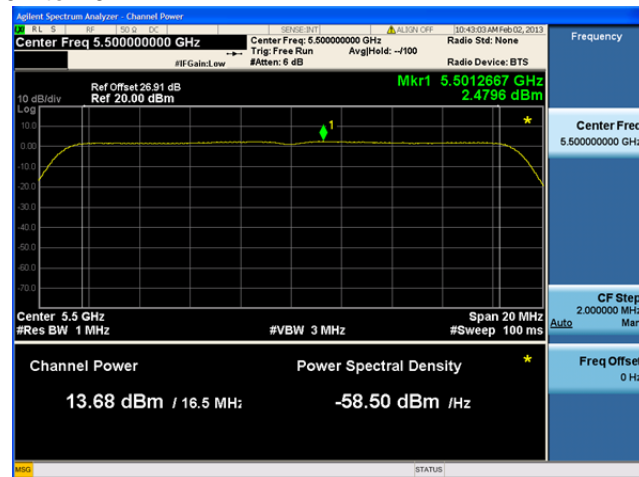 Agilent Spectrum Analyzer - Channel Power
RL S RF 50 Ω DC SENSE:INT ALIGN OFF 10:43:03 AM Feb 02, 2013
Center Freq 5.500000000 GHz
Center Freq: 5.500000000 GHz
Radio Std: None
Trig: Free Run Avg|Hold: --/100
#IFGain:Low #Atten: 6 dB Radio Device: BTS
Mkr1 5.5012667 GHz
2.4796 dBm
Ref Offset 26.91 dB
10 dB/div Ref 20.00 dBm
Log
10.0
0.00
-10.0
-20.0
-30.0
-40.0
-50.0
-60.0
-70.0
1
*
Center 5.5 GHz Span 20 MHz
#Res BW 1 MHz #VBW 3 MHz #Sweep 100 ms
Channel Power Power Spectral Density *
13.68 dBm / 16.5 MHz -58.50 dBm /Hz
MSG STATUS
Frequency
Center Freq
5.500000000 GHz
CF Step
2.000000 MHz
Auto Man
Freq Offset
0 Hz